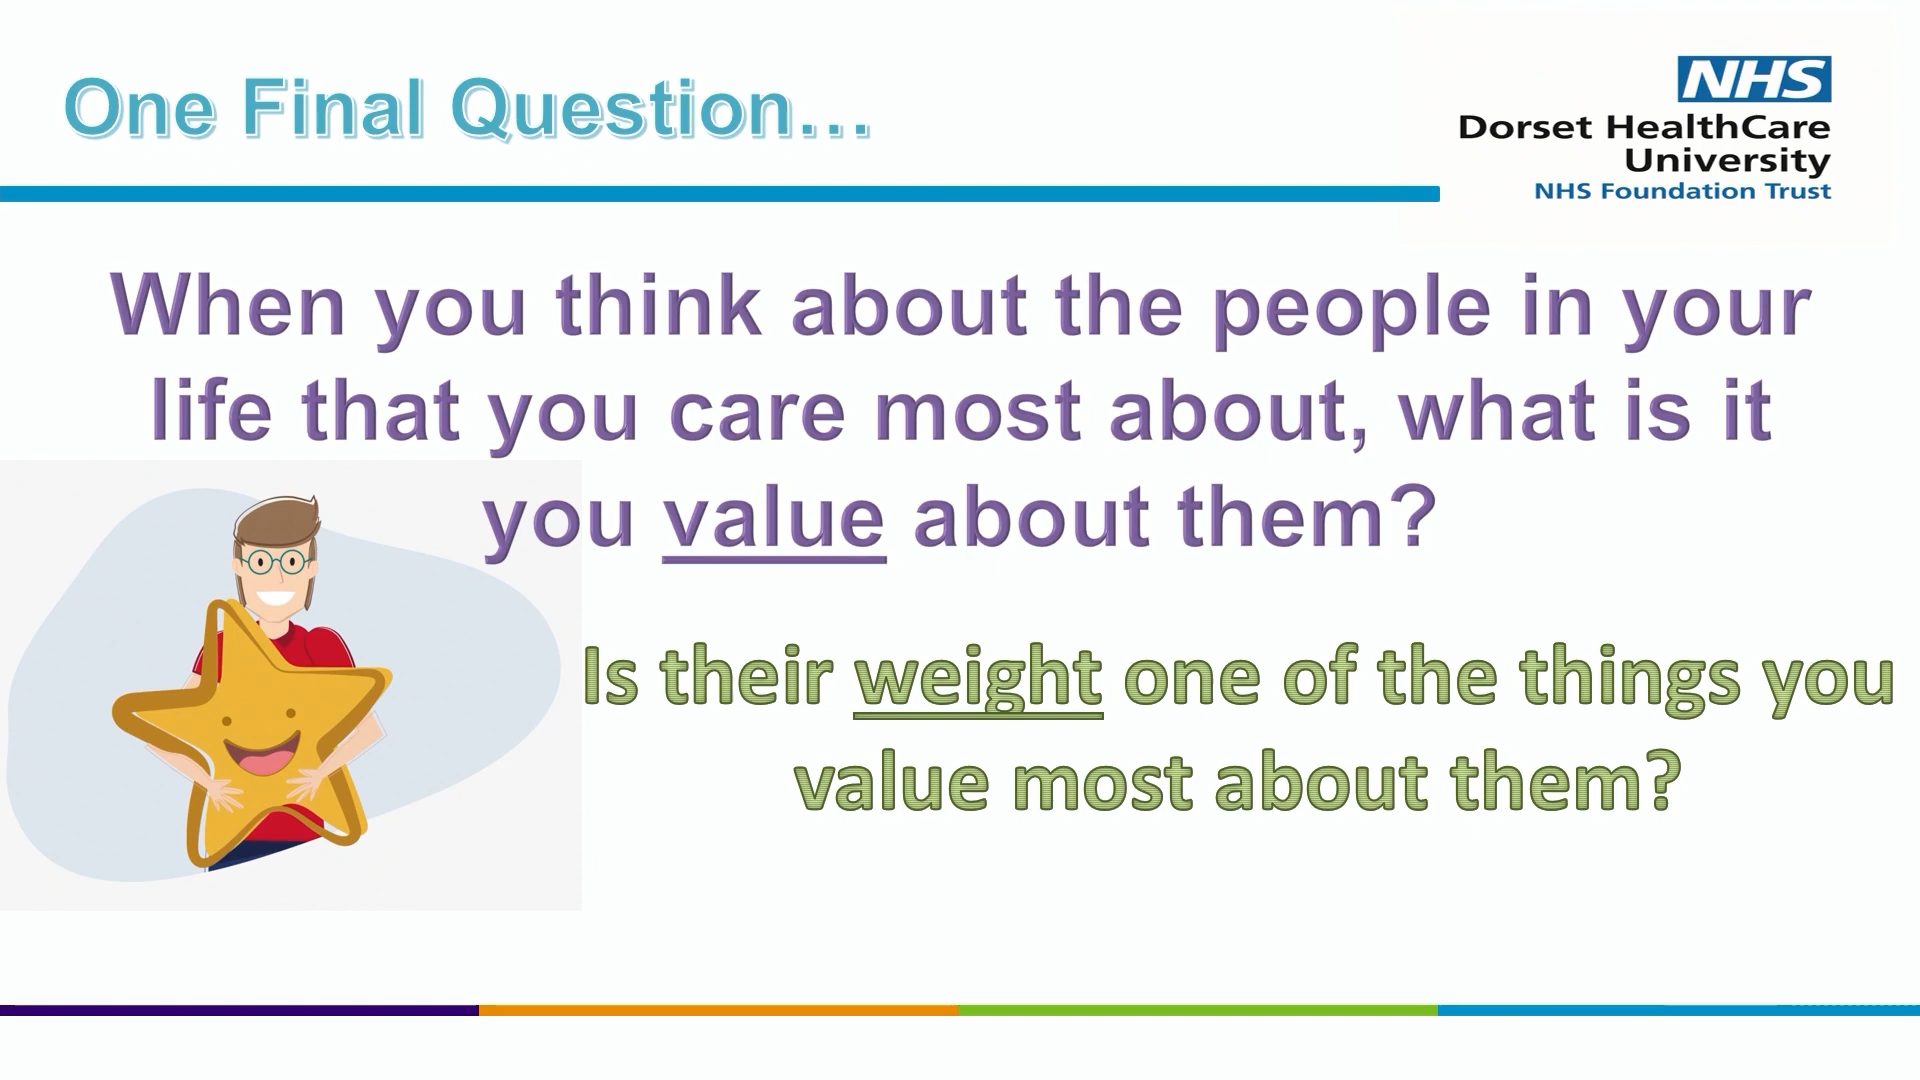 One Final Question...
NHS
Dorset HealthCare
University
NHS Foundation Trust
When you think about the people in your
life that you care most about, what is it
you value about them?
Is their weight one of the things you
value most about them?